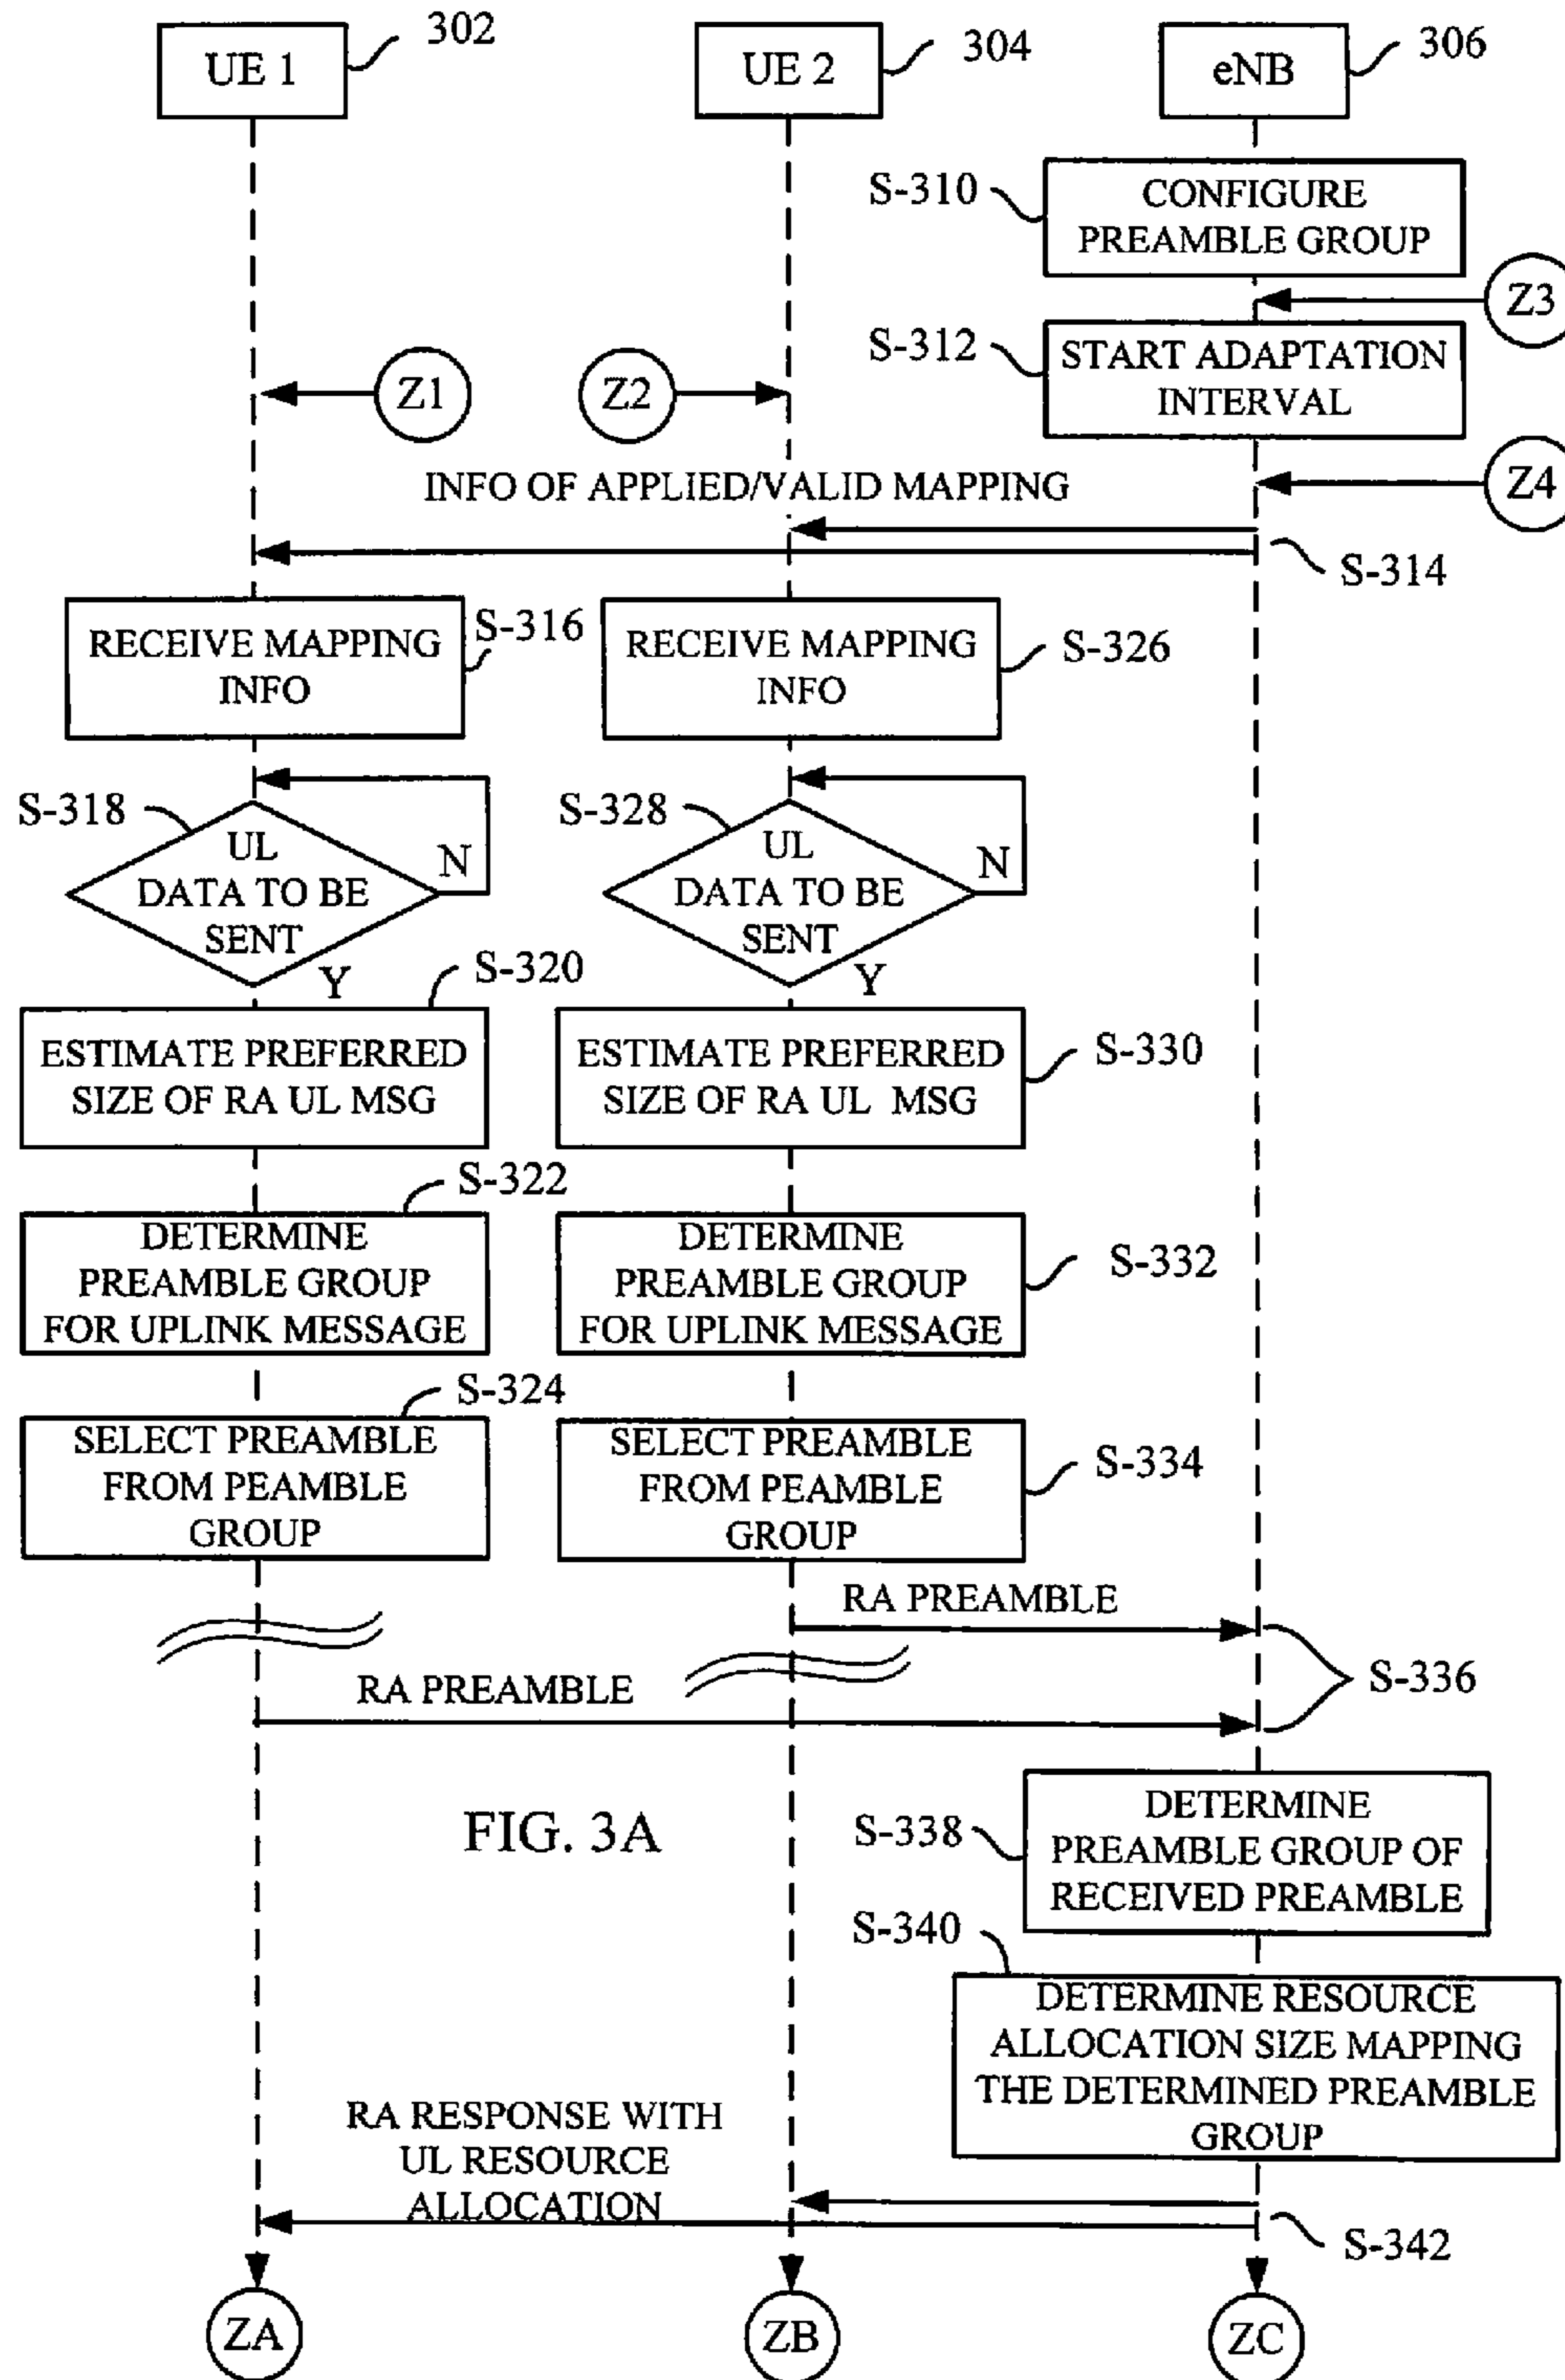 302
304
306
UE 1
UE 2
eNB
S-310
CONFIGURE
PREAMBLE GROUP
Z3
S-312
START ADAPTATION
INTERVAL
Z1
Z2
INFO OF APPLIED/VALID MAPPING
Z4
S-314
RECEIVE MAPPING
INFO
S-316
RECEIVE MAPPING
INFO
S-326
S-318
UL
DATA TO BE
SENT
N
Y
S-328
UL
DATA TO BE
SENT
N
Y
S-320
ESTIMATE PREFERRED
SIZE OF RA UL MSG
ESTIMATE PREFERRED
SIZE OF RA UL MSG
S-330
S-322
DETERMINE
PREAMBLE GROUP
FOR UPLINK MESSAGE
DETERMINE
PREAMBLE GROUP
FOR UPLINK MESSAGE
S-332
S-324
SELECT PREAMBLE
FROM PEAMBLE
GROUP
SELECT PREAMBLE
FROM PEAMBLE
GROUP
S-334
RA PREAMBLE
RA PREAMBLE
S-336
FIG. 3A
S-338
DETERMINE
PREAMBLE GROUP OF
RECEIVED PREAMBLE
S-340
DETERMINE RESOURCE
ALLOCATION SIZE MAPPING
THE DETERMINED PREAMBLE
GROUP
RA RESPONSE WITH
UL RESOURCE
ALLOCATION
S-342
ZA
ZB
ZC